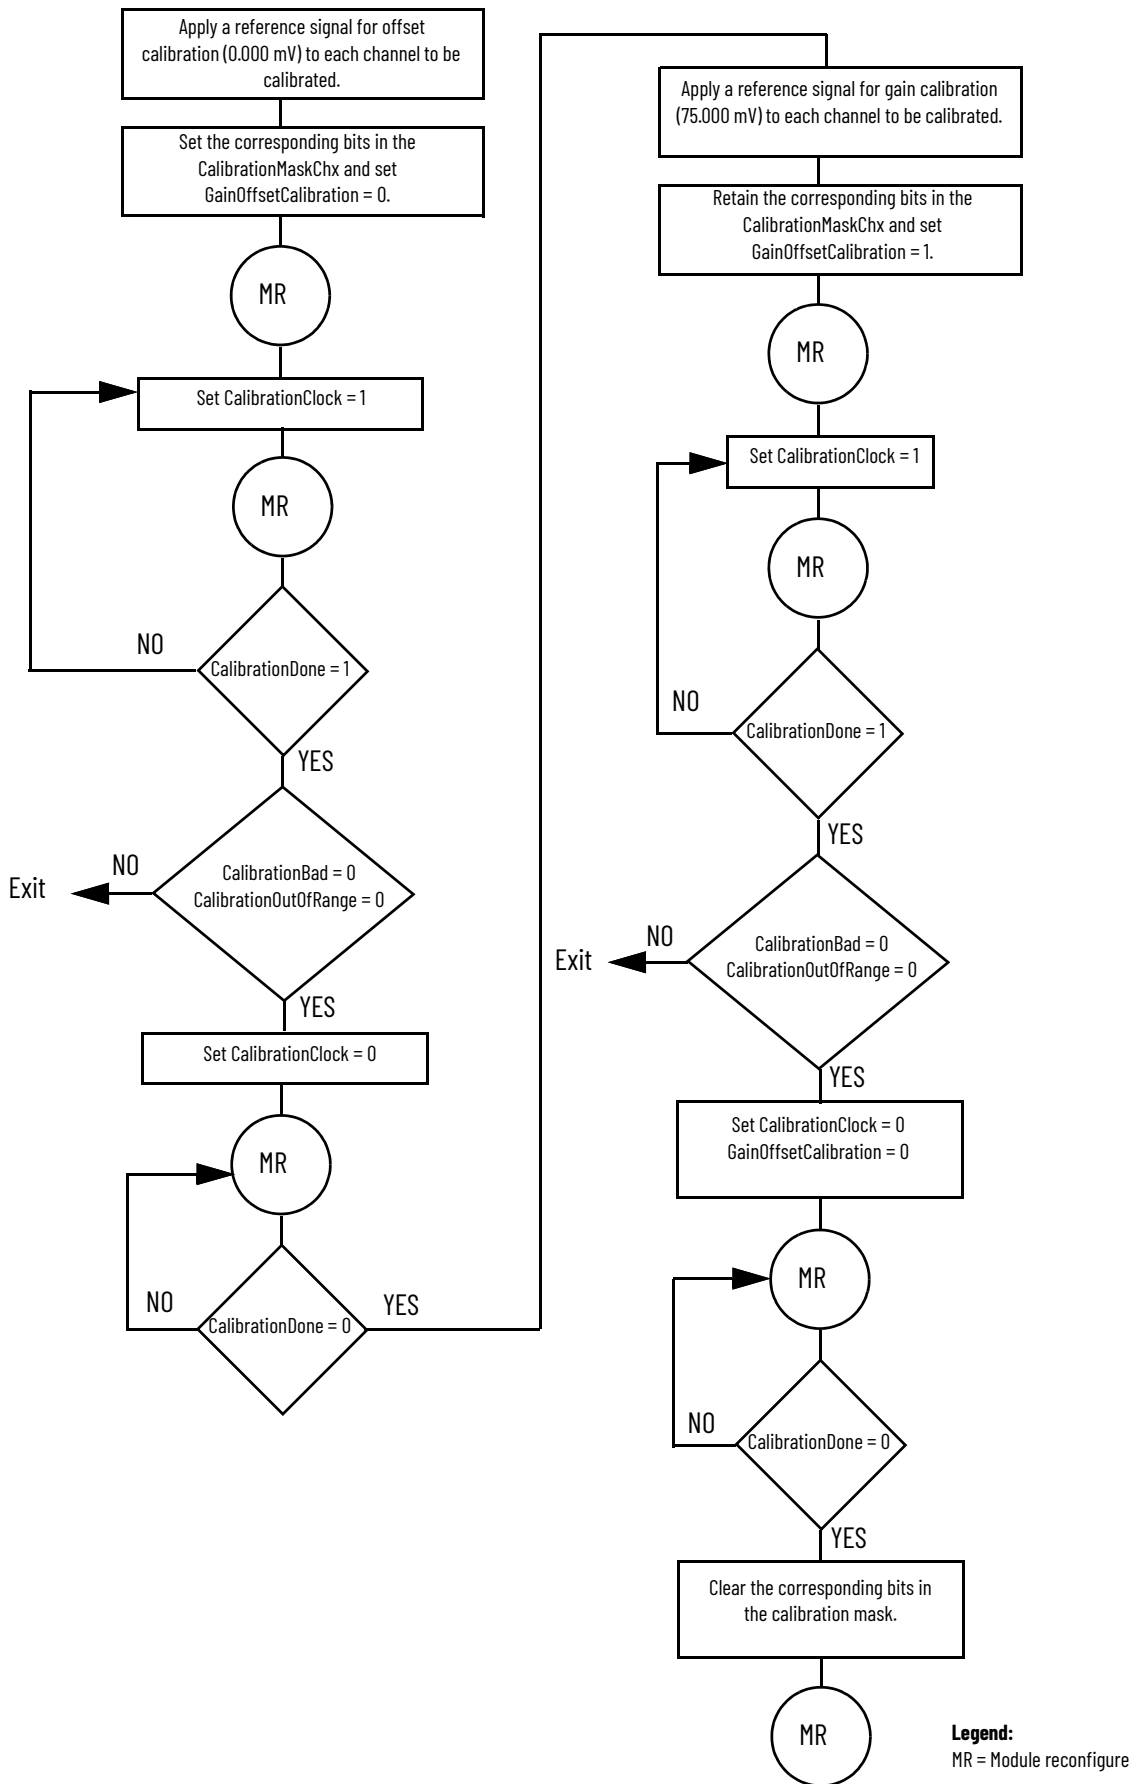 Apply a reference signal for offset
calibration (0.000 mV) to each channel to be
calibrated.
Set the corresponding bits in the
CalibrationMaskChx and set
GainOffsetCalibration = 0.
MR
Set CalibrationClock = 1
MR
NO
CalibrationDone = 1
YES
NO
Exit
CalibrationBad = 0
CalibrationOutOfRange = 0
YES
Set CalibrationClock = 0
MR
NO
YES
CalibrationDone = 0
Apply a reference signal for gain calibration
(75.000 mV) to each channel to be calibrated.
Retain the corresponding bits in the
CalibrationMaskChx and set
GainOffsetCalibration = 1.
MR
Set CalibrationClock = 1
MR
NO
CalibrationDone = 1
YES
NO
Exit
CalibrationBad = 0
CalibrationOutOfRange = 0
YES
Set CalibrationClock = 0
GainOffsetCalibration = 0
MR
NO
CalibrationDone = 0
YES
Clear the corresponding bits in
the calibration mask.
MR
Legend:
MR = Module reconfigure